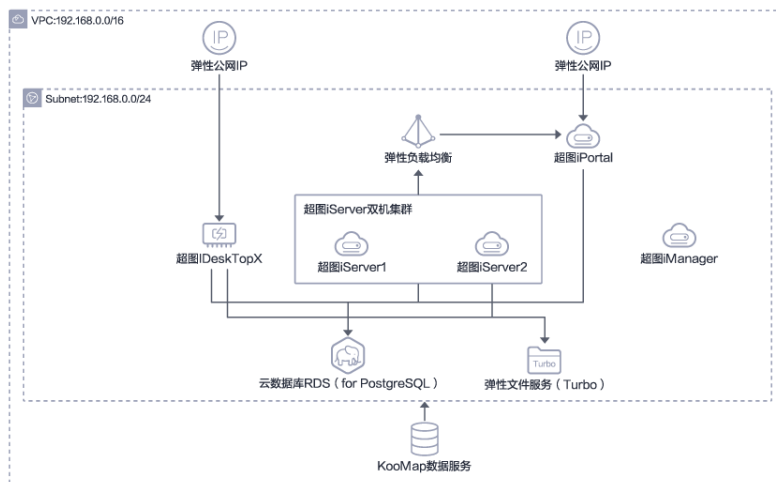 VPC:192.168.0.0/16
IP
IP
弹性公网IP
弹性公网IP
Subnet:192.168.0.0/24
弹性负载均衡
超图iPortal
超图iServer双机集群
超图IDeskTopX
超图iServer1
超图iServer2
超图iManager
Turbo
云数据库RDS（for PostgreSQL）
弹性文件服务（Turbo）
KooMap数据服务